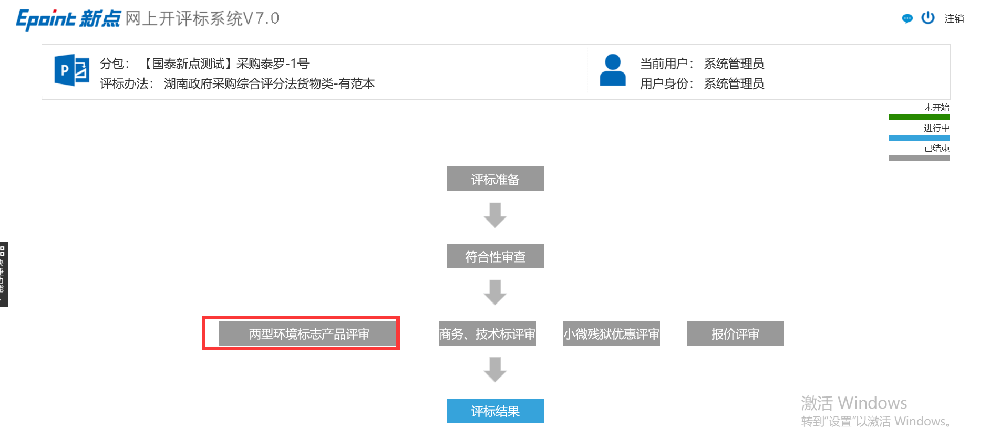 Epoint 新点 网上开评标系统V7.0
注销
分包： 【国泰新点测试】采购泰罗-1号
评标办法： 湖南政府采购综合评分法货物类-有范本
当前用户： 系统管理员
用户身份： 系统管理员
未开始
进行中
已结束
评标准备
符合性审查
快捷功能
两型环境标志产品评审
商务、技术标评审
小微残狱优惠评审
报价评审
评标结果
激活 Windows
转到“设置”以激活 Windows。